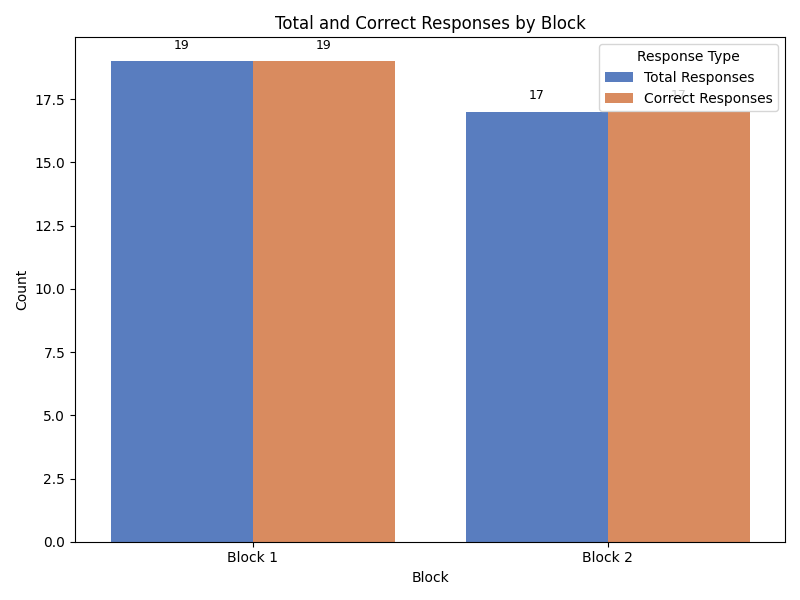 Total and Correct Responses by Block
19
19
17
17
Response Type
Total Responses
Correct Responses
17.5
15.0
12.5
10.0
7.5
5.0
2.5
0.0
Count
Block 1
Block 2
Block